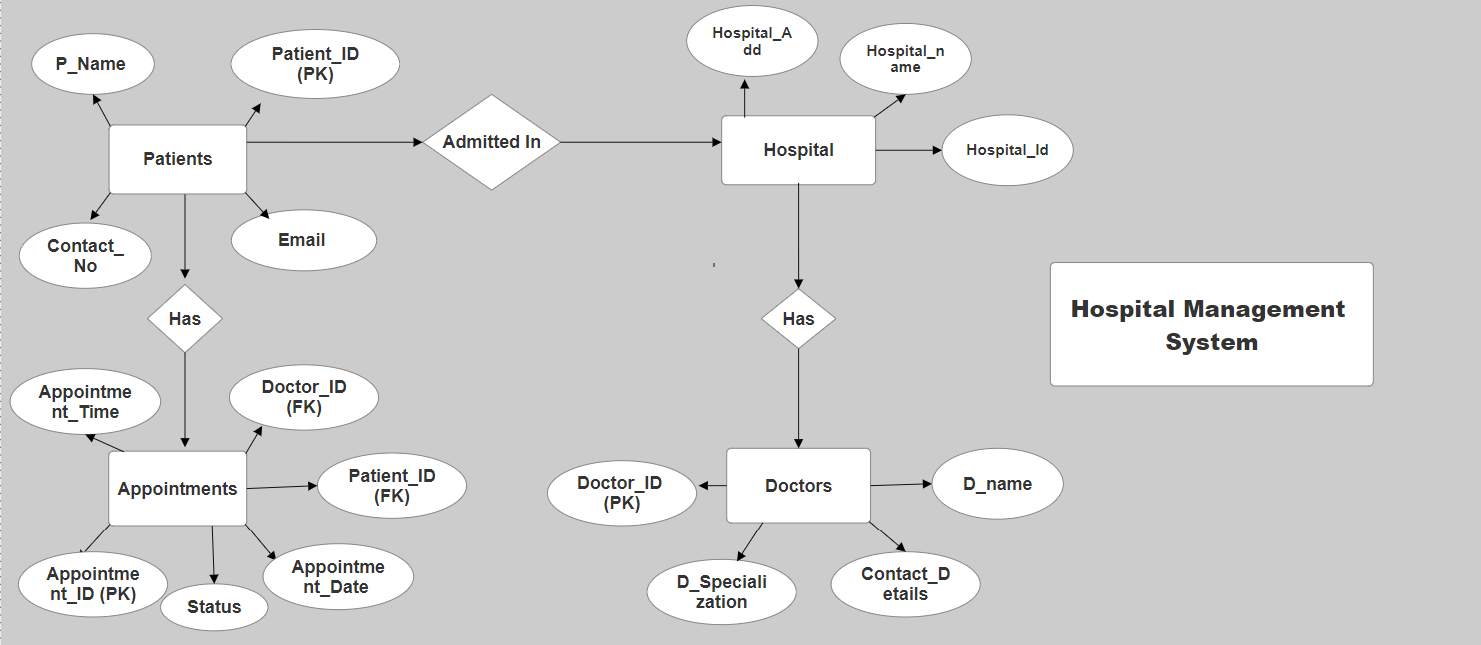 P_Name
Patient_ID
(PK)
Hospital_A
dd
Hospital_n
ame
Patients
Admitted In
Hospital
Hospital_Id
Contact_
No
Email
Has
Has
Hospital Management
System
Appointme
nt_Time
Doctor_ID
(FK)
Appointments
Patient_ID
(FK)
Doctor_ID
(PK)
Doctors
D_name
Appointme
nt_ID (PK)
Status
Appointme
nt_Date
D_Speciali
zation
Contact_D
etails